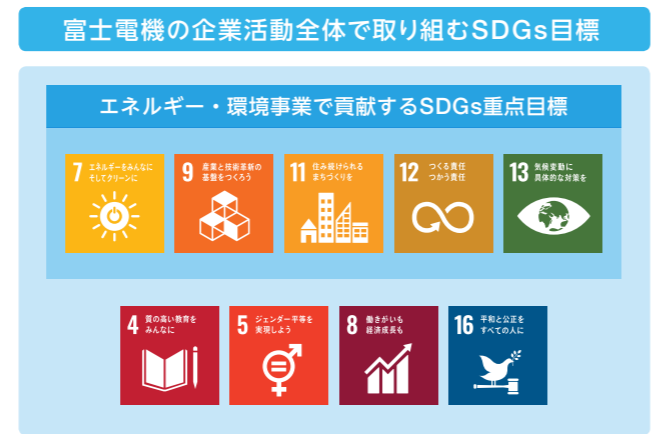 富士電機の企業活動全体で取り組むSDGs目標
エネルギー・環境事業で貢献するSDGs重点目標
7 エネルギーをみんなに
そしてクリーンに
9 産業と技術革新の
基盤をつくろう
11 住み続けられる
まちづくりを
12 つくる責任
つかう責任
13 気候変動に
具体的な対策を
4 質の高い教育を
みんなに
5 ジェンダー平等を
実現しよう
8 働きがいも
経済成長も
16 平和と公正を
すべての人に